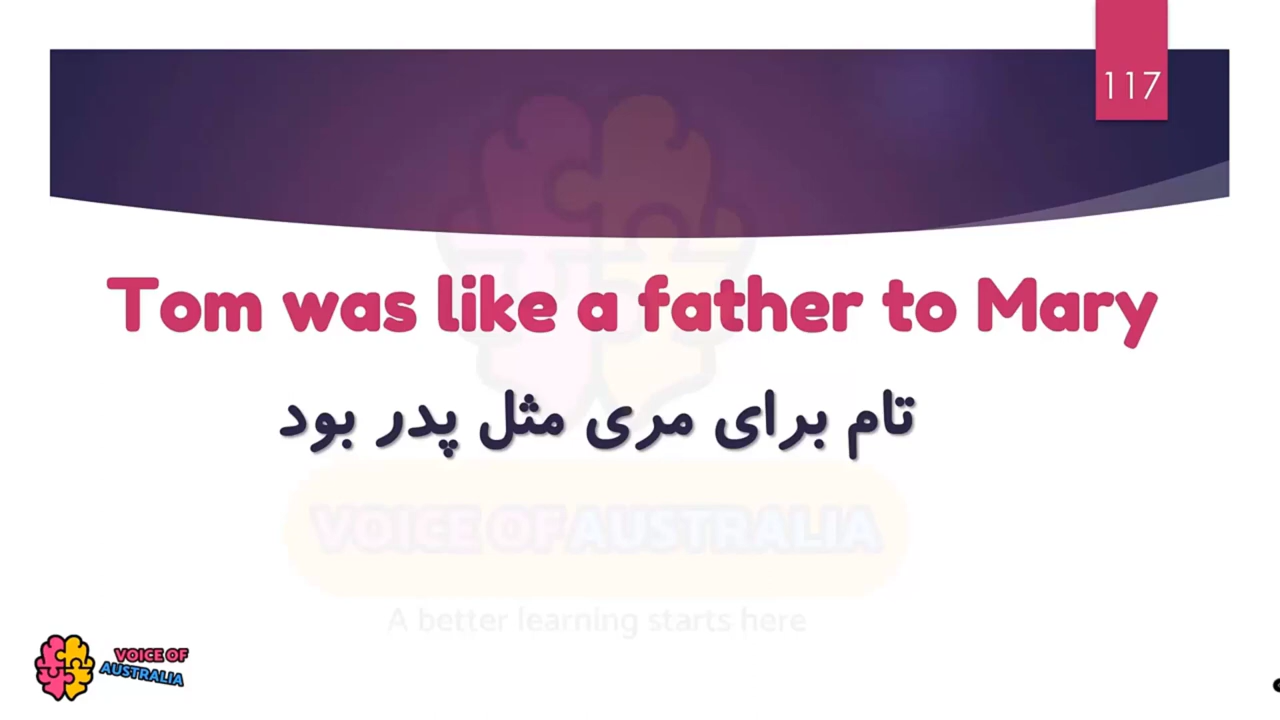 117
Tom was like a father to Mary
تام برای مری مثل پدر بود
VOICE OF AUSTRALIA
A better learning starts here
VOICE OF
AUSTRALIA